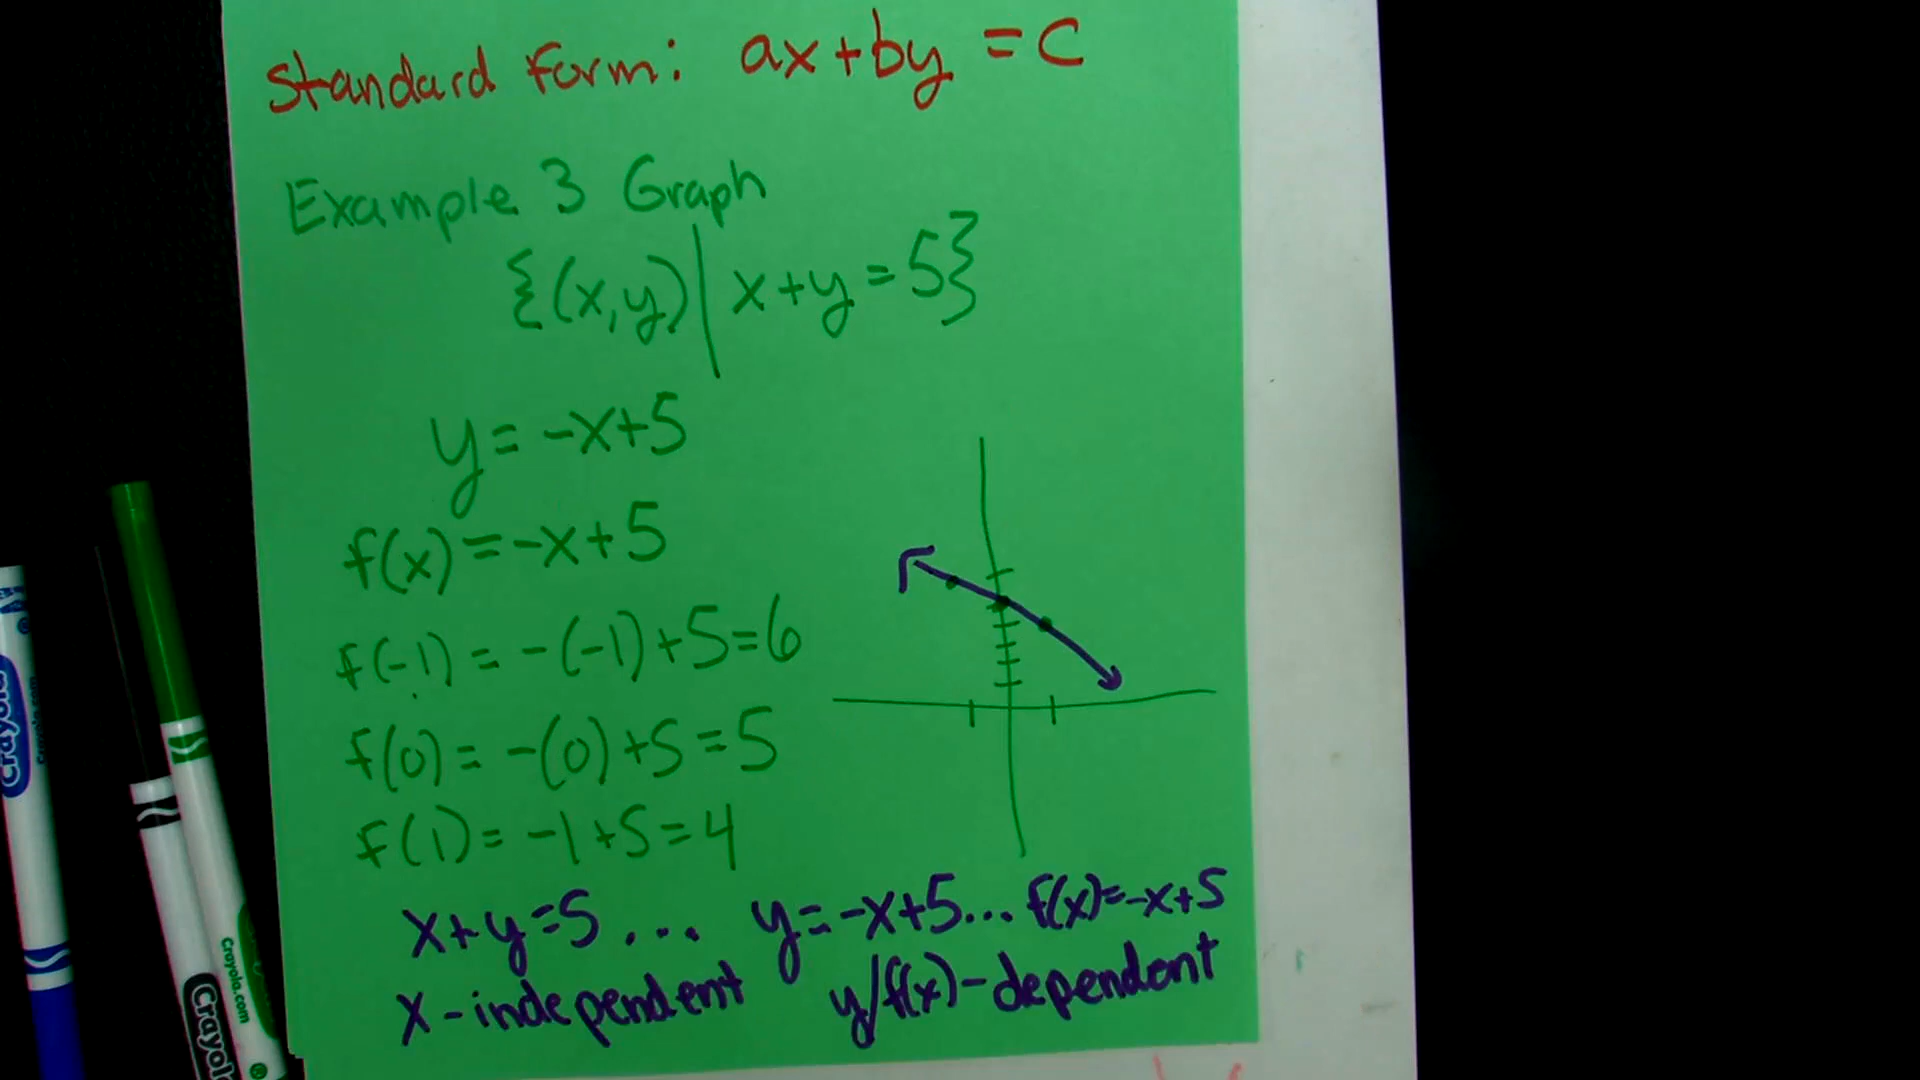 Standard form: ax+by = C
Example 3 Graph
{(x,y)| x+y=5}
y = -x+5
f(x) = -x+5
f(-1) = -(-1)+5=6
f(0) = -(0)+5=5
f(1) = -1+5=4
x+y=5... y=-x+5... f(x)=-x+5
x-independent y/f(x)-dependent
Crayola
Crayola.com
Crayola
Crayola.com